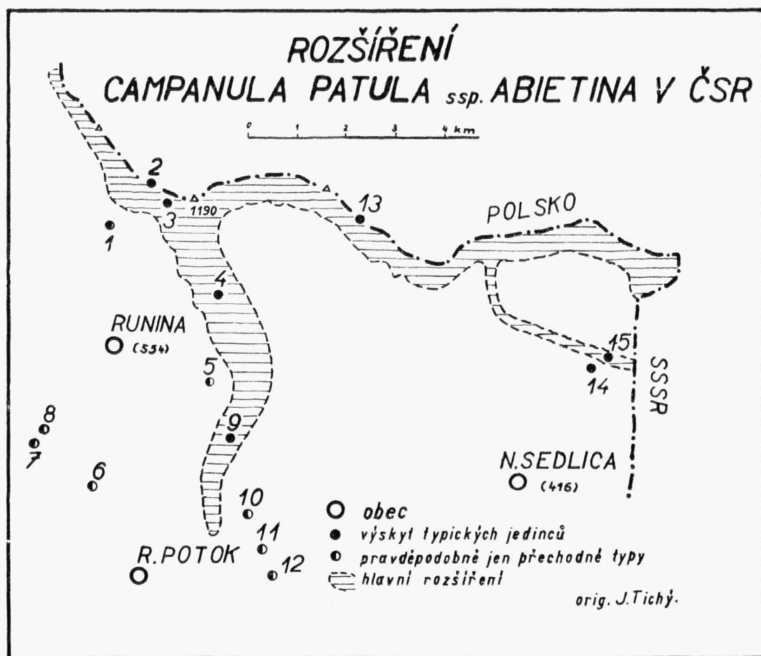 ROZŠÍŘENÍ
CAMPANULA PATULA ssp. ABIETINA V ČSR
0 1 2 3 4 km
2
3
1190
13
POLSKO
1
4
RUNINA
(554)
5
15
14
SSSR
8
7
9
6
N. SEDLICA
(416)
10
11
R. POTOK
12
obec
výskyt typických jedinců
pravděpodobně jen přechodné typy
hlavní rozšíření
orig. J. Tichý.